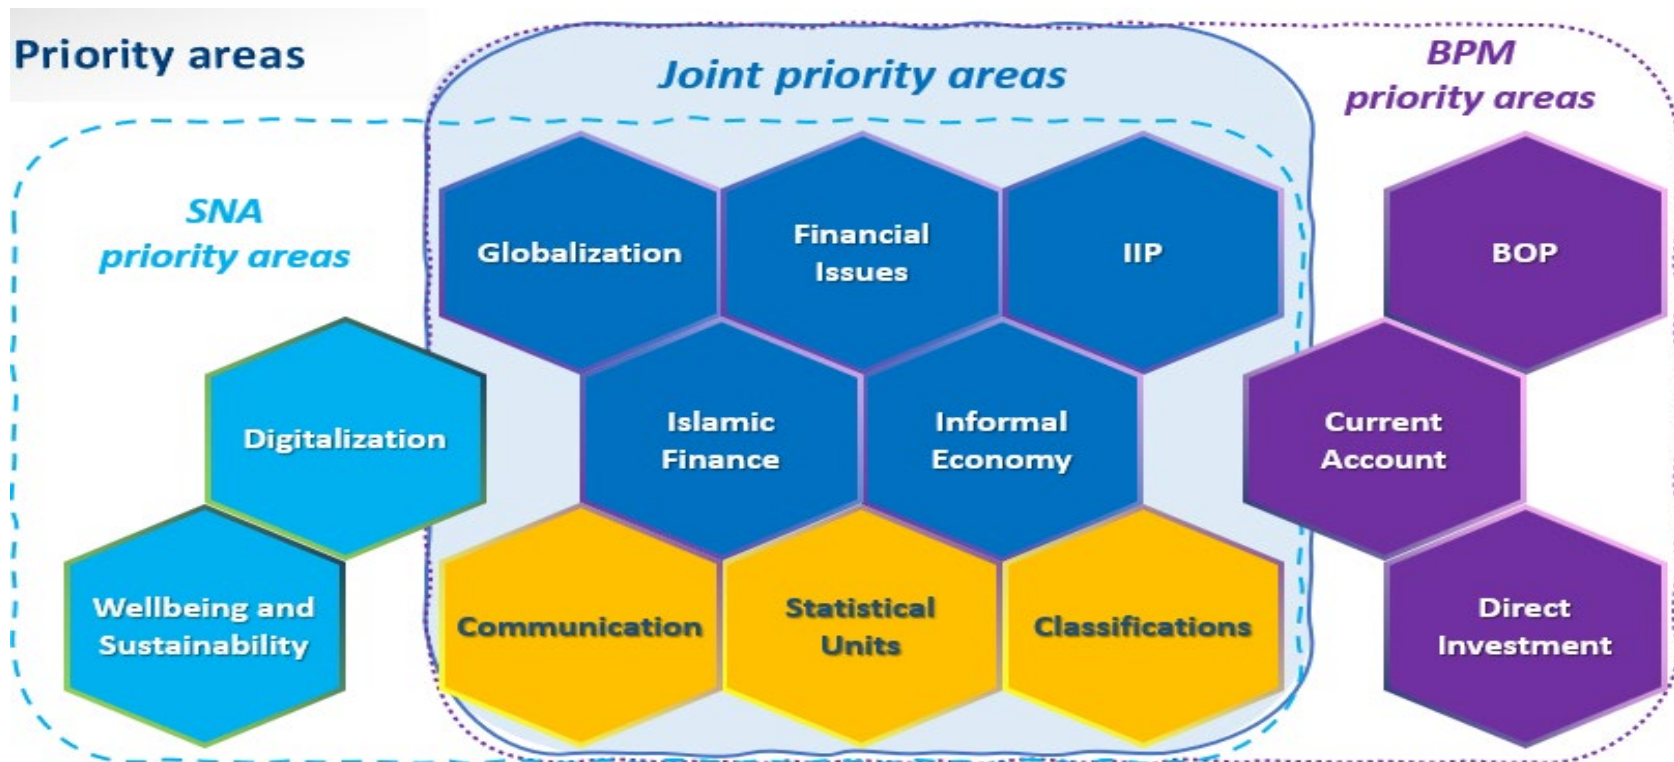 Priority areas
Joint priority areas
BPM
priority areas
SNA
priority areas
Globalization
Financial
Issues
IIP
BOP
Digitalization
Islamic
Finance
Informal
Economy
Current
Account
Wellbeing and
Sustainability
Communication
Statistical
Units
Classifications
Direct
Investment